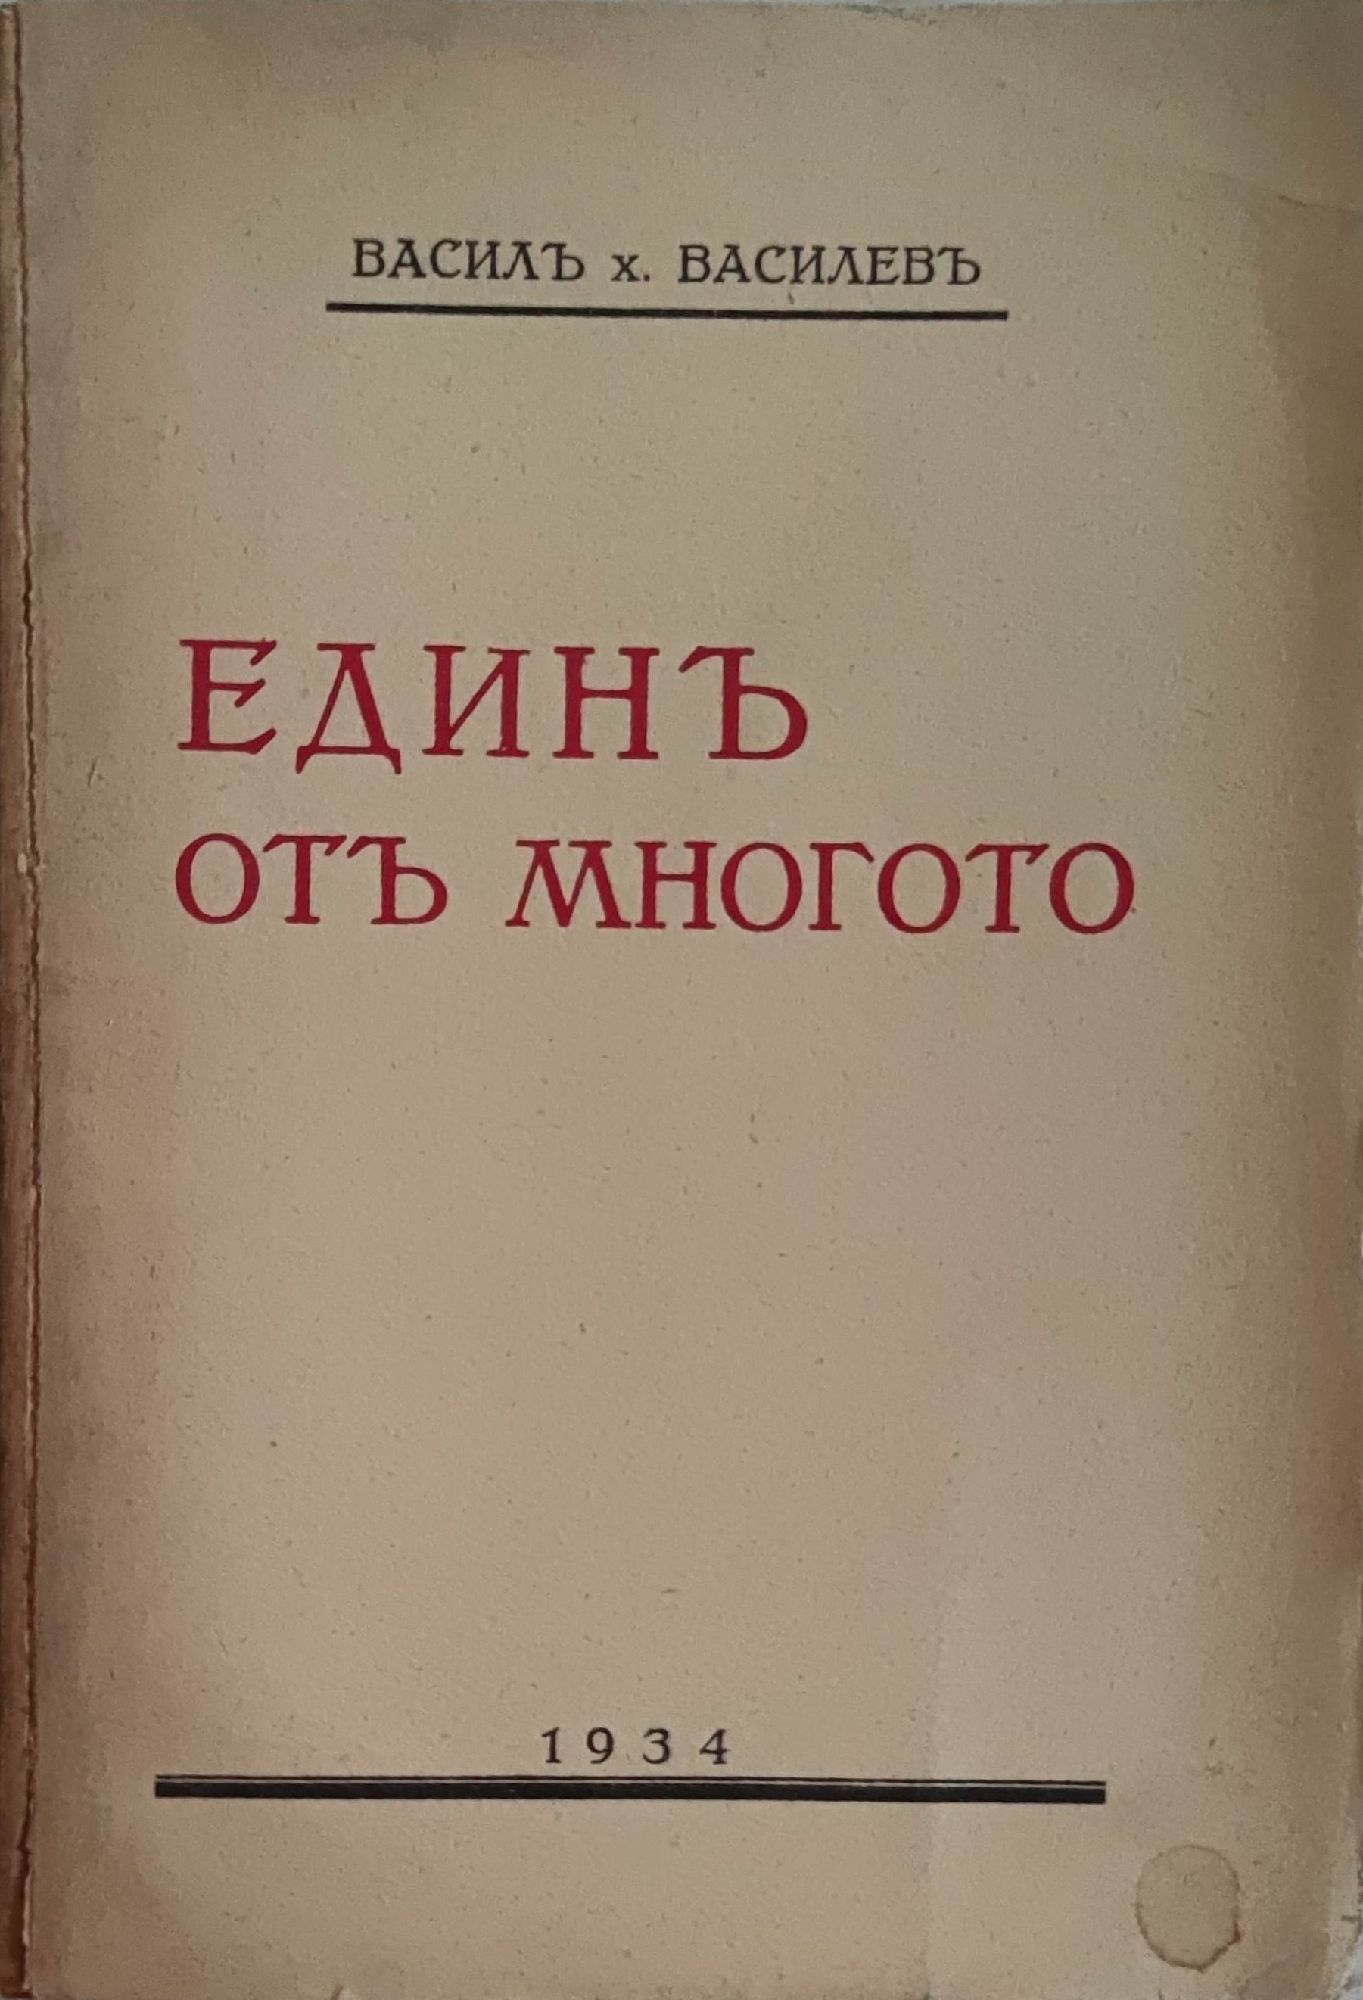 ВАСИЛЪ х. ВАСИЛЕВЪ
ЕДИНЪ
ОТЪ МНОГОТО
1934